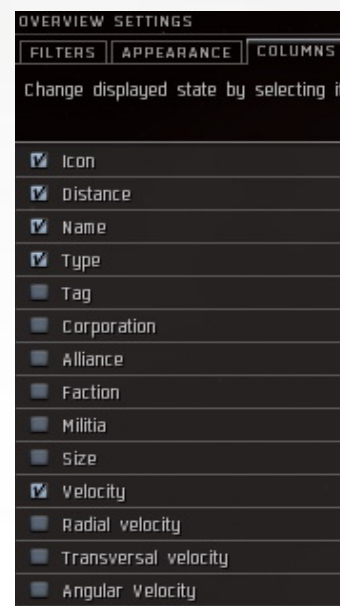 OVERVIEW SETTINGS
FILTERS APPEARANCE COLUMNS
Change displayed state by selecting
Icon
Distance
Name
Type
Tag
Corporation
Alliance
Faction
Militia
Size
Velocity
Radial velocity
Transversal velocity
Angular Velocity